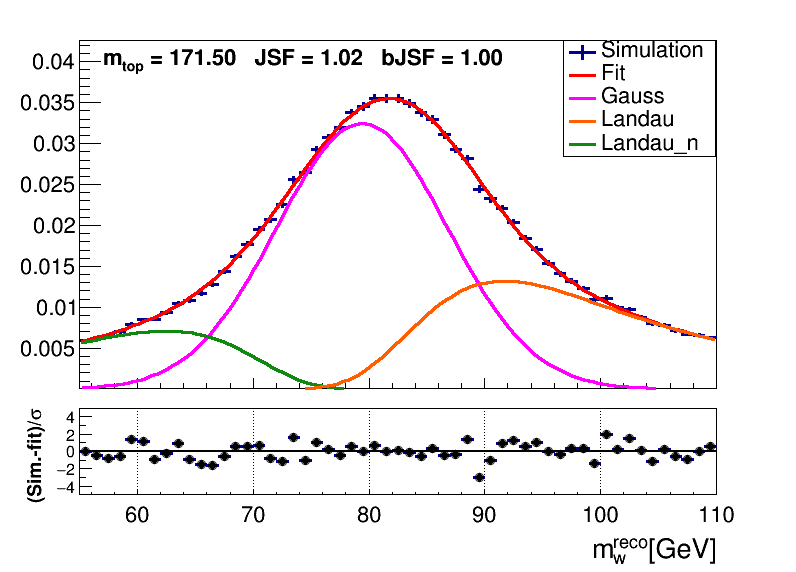 m_top = 171.50 JSF = 1.02 bJSF = 1.00
Simulation
Fit
Gauss
Landau
Landau_n
0.04
0.035
0.03
0.025
0.02
0.015
0.01
0.005
(Sim.-fit)/σ
4
2
0
−2
−4
60 70 80 90 100 110
m_w^reco[GeV]